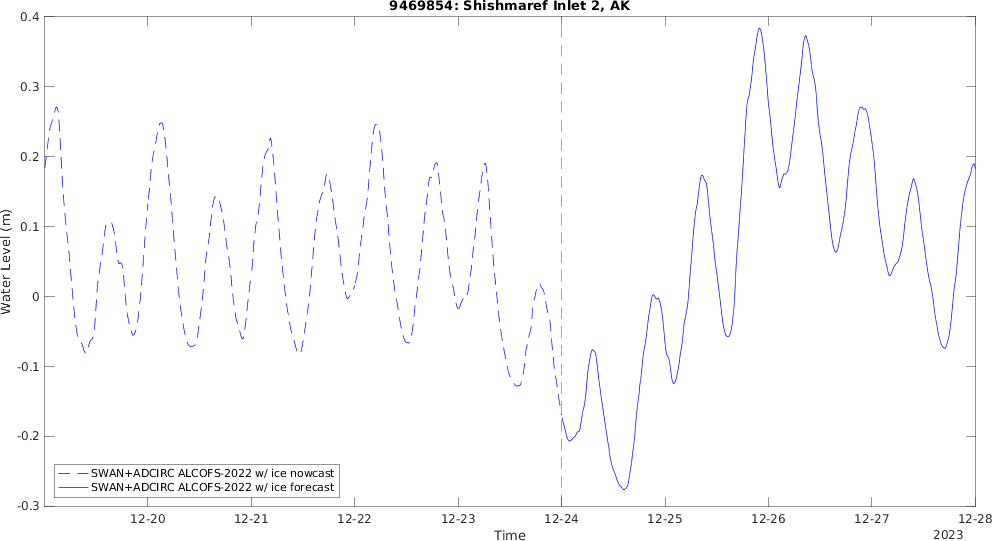 9469854: Shishmaref Inlet 2, AK
0.4
0.3
0.2
0.1
0
-0.1
-0.2
-0.3
Water Level (m)
SWAN+ADCIRC ALCOFS-2022 w/ ice nowcast
SWAN+ADCIRC ALCOFS-2022 w/ ice forecast
12-20 12-21 12-22 12-23 12-24 12-25 12-26 12-27 12-28
Time
2023